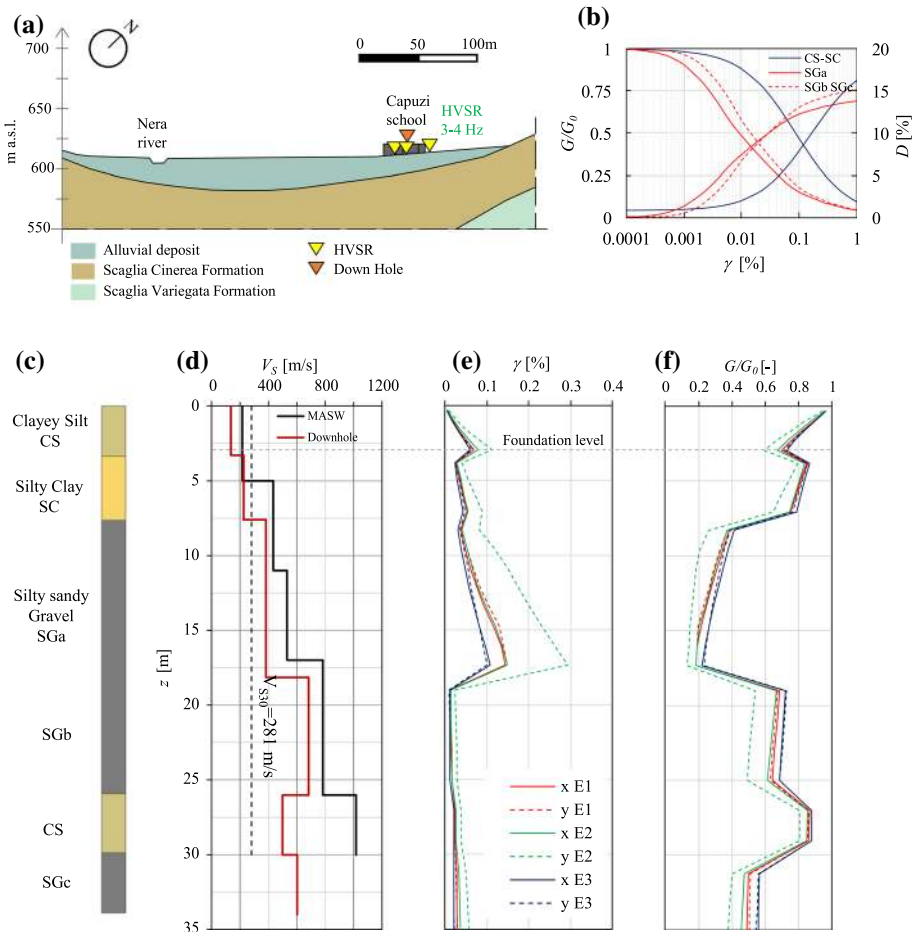 (a)
700
650
600
550
m a.s.l.
N
0 50 100m
Nera
river
Capuzi
school
HVSR
3-4 Hz
Alluvial deposit
Scaglia Cinerea Formation
Scaglia Variegata Formation
HVSR
Down Hole
(b)
1
0.75
0.5
0.25
0
G/G0
20
15
10
5
0
D [%]
CS-SC
SGa
SGb SGc
0.0001 0.001 0.01 0.1 1
γ [%]
(c)
Clayey Silt
CS
Silty Clay
SC
Silty sandy
Gravel
SGa
SGb
CS
SGc
(d)
VS [m/s]
0 400 800 1200
0
5
10
15
20
25
30
35
z [m]
MASW
Downhole
VS30=281 m/s
(e)
γ [%]
0 0.1 0.2 0.3 0.4
Foundation level
x E1
y E1
x E2
y E2
x E3
y E3
(f)
G/G0 [-]
0 0.2 0.4 0.6 0.8 1